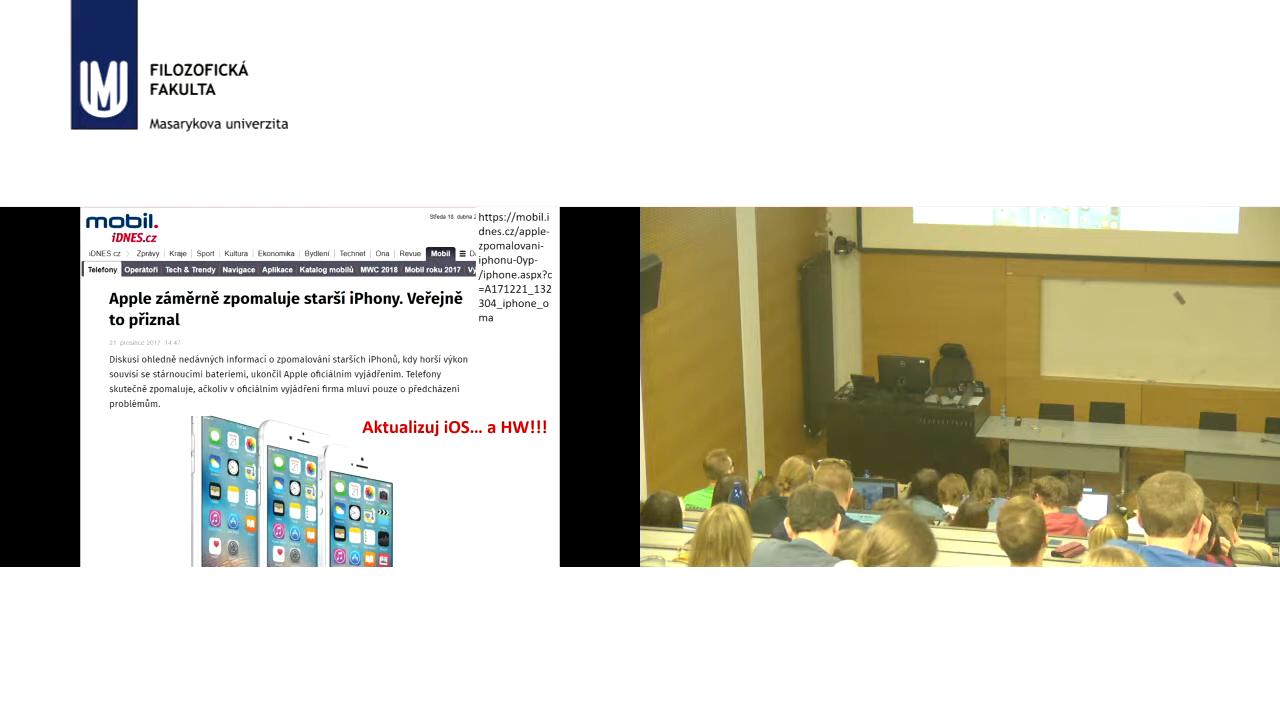 FILOZOFICKÁ
FAKULTA
Masarykova univerzita
mobil.
iDNES.cz
Středa 18. dubna
iDNES cz Zprávy Kraje Sport Kultura Ekonomika Bydlení Technet Ona Revue Mobil
Telefony Operátoři Tech & Trendy Navigace Aplikace Katalog mobilů MWC 2018 Mobil roku 2017
https://mobil.i
dnes.cz/apple-
zpomalovani-
iphonu-0yp-
/iphone.aspx?c
=A171221_132
304_iphone_o
ma
Apple záměrně zpomaluje starší iPhony. Veřejně
to přiznal
21 prosince 2017 14:47
Diskusi ohledně nedávných informací o zpomalování starších iPhonů, kdy horší výkon
souvisí se stárnoucími bateriemi, ukončil Apple oficiálním vyjádřením. Telefony
skutečně zpomaluje, ačkoliv v oficiálním vyjádření firma mluví pouze o předcházení
problémům.
Aktualizuj iOS... a HW!!!